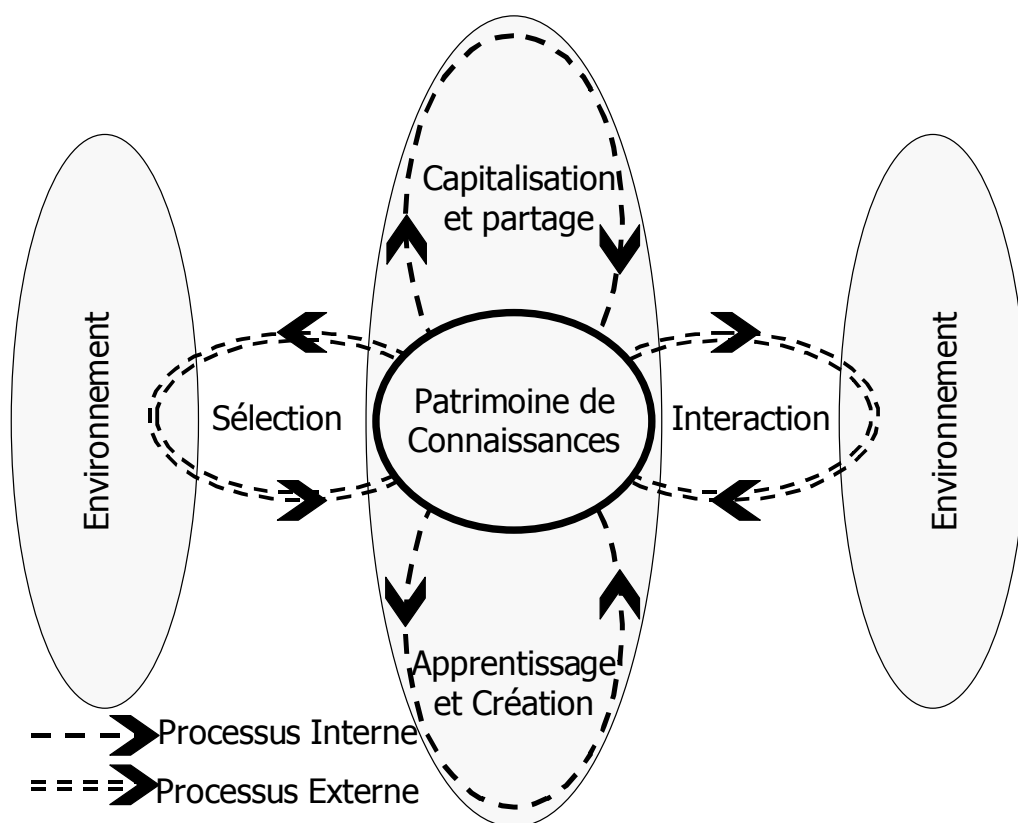 Capitalisation
et partage
Environnement
Sélection
Patrimoine de
Connaissances
Interaction
Environnement
Apprentissage
et Création
Processus Interne
Processus Externe